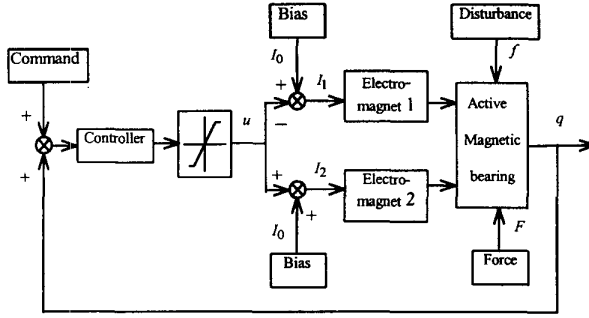 Bias
Disturbance
I₀
f
Command
+
I₁
Electro-
magnet 1
Active
Magnetic
bearing
+
Controller
u
−
q
+
+
I₂
Electro-
magnet 2
I₀
+
F
Bias
Force